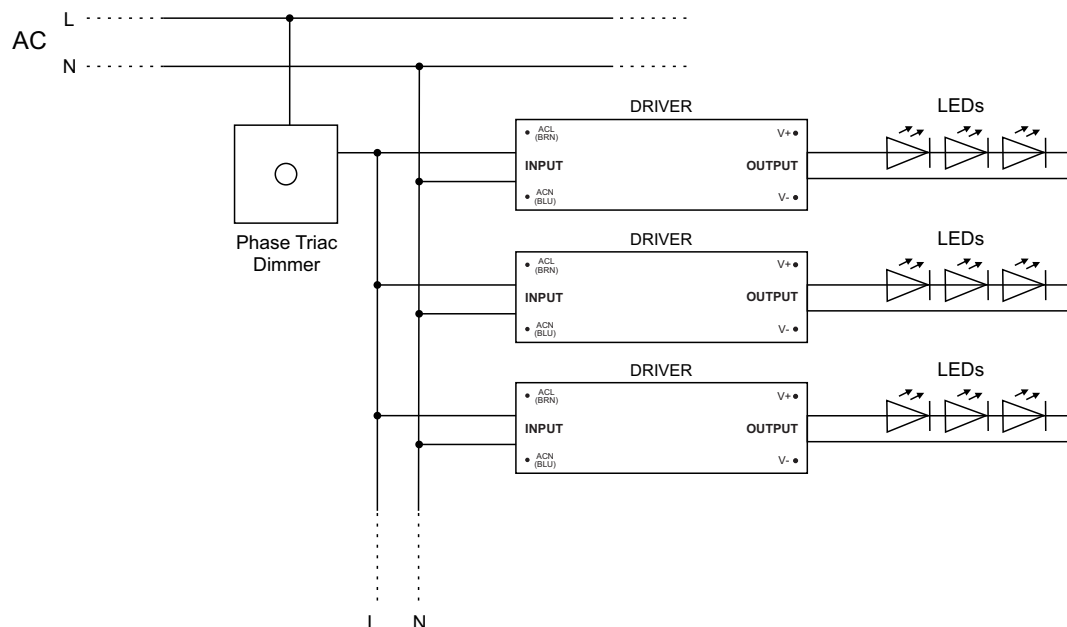 L
AC
N
DRIVER
LEDs
ACL
(BRN)
V+
INPUT
OUTPUT
ACN
(BLU)
V-
Phase Triac
Dimmer
DRIVER
LEDs
ACL
(BRN)
V+
INPUT
OUTPUT
ACN
(BLU)
V-
DRIVER
LEDs
ACL
(BRN)
V+
INPUT
OUTPUT
ACN
(BLU)
V-
L
N